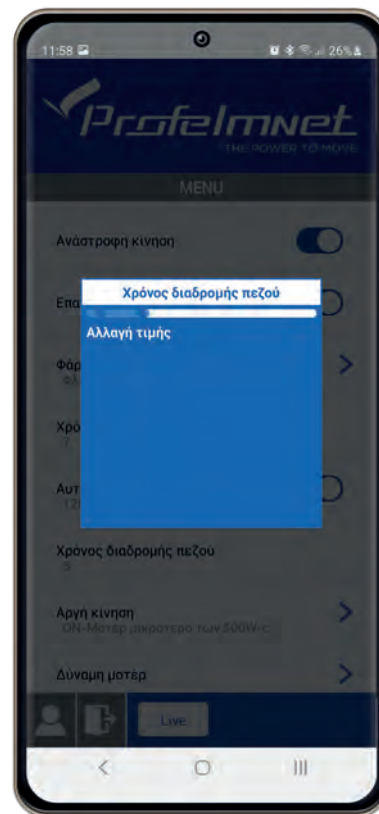 11:58
26%
Profelmnet
THE POWER TO MOVE
MENU
Ανάστροφη κίνηση
Επα
Χρόνος διαδρομής πεζού
Αλλαγή τιμής
Φάρ
Χρό
7
Αυτ
Χρόνος διαδρομής πεζού
5
Αργή κίνηση
ON-Μοτέρ μικρότερο των 500W-c
Δύναμη μοτέρ
Live